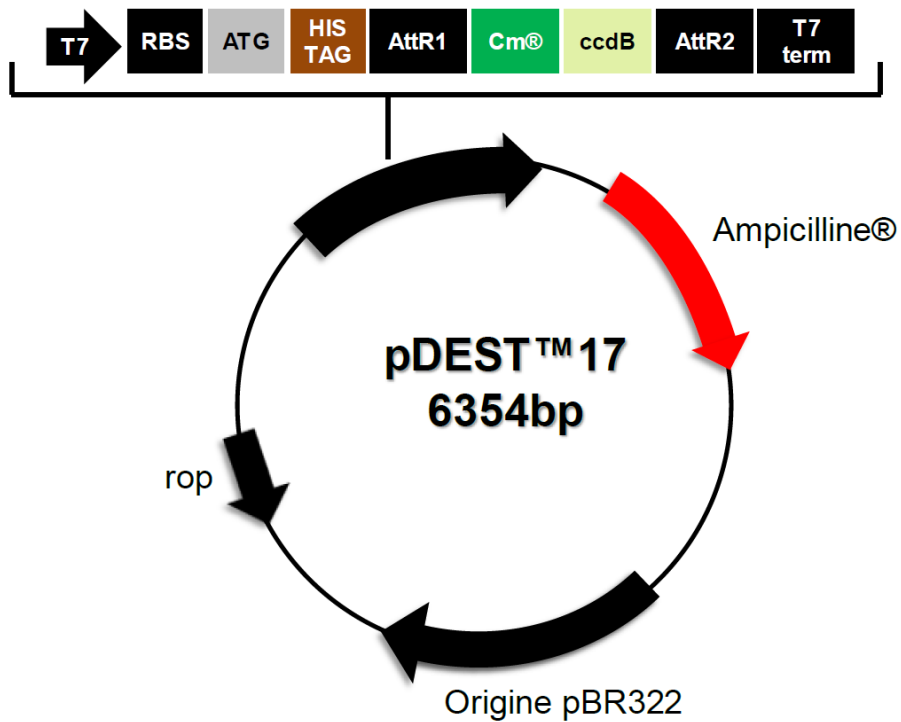 T7 RBS ATG HIS TAG AttR1 Cm® ccdB AttR2 T7 term
Ampicilline®
pDEST™17
6354bp
rop
Origine pBR322